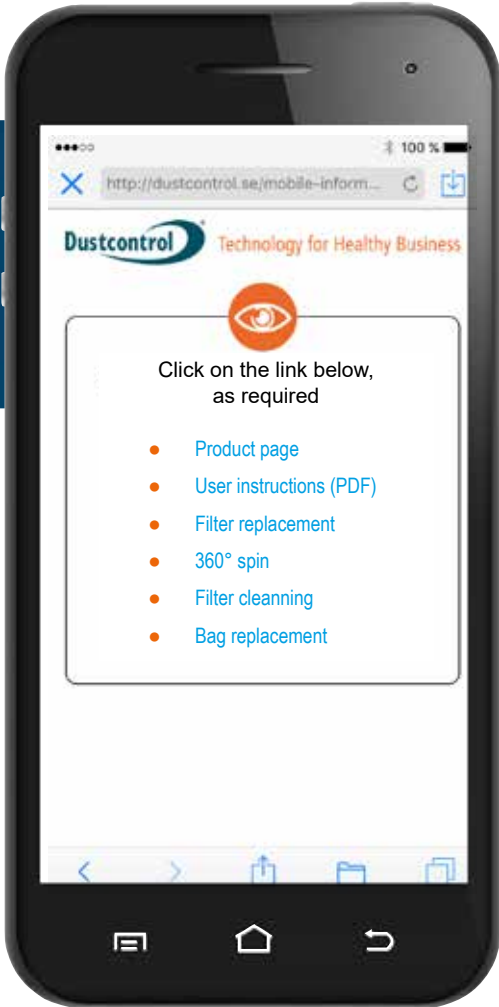 100 %
http://dustcontrol.se/mobile-inform...
Dustcontrol
Technology for Healthy Business
Click on the link below,
as required
● Product page
● User instructions (PDF)
● Filter replacement
● 360° spin
● Filter cleanning
● Bag replacement